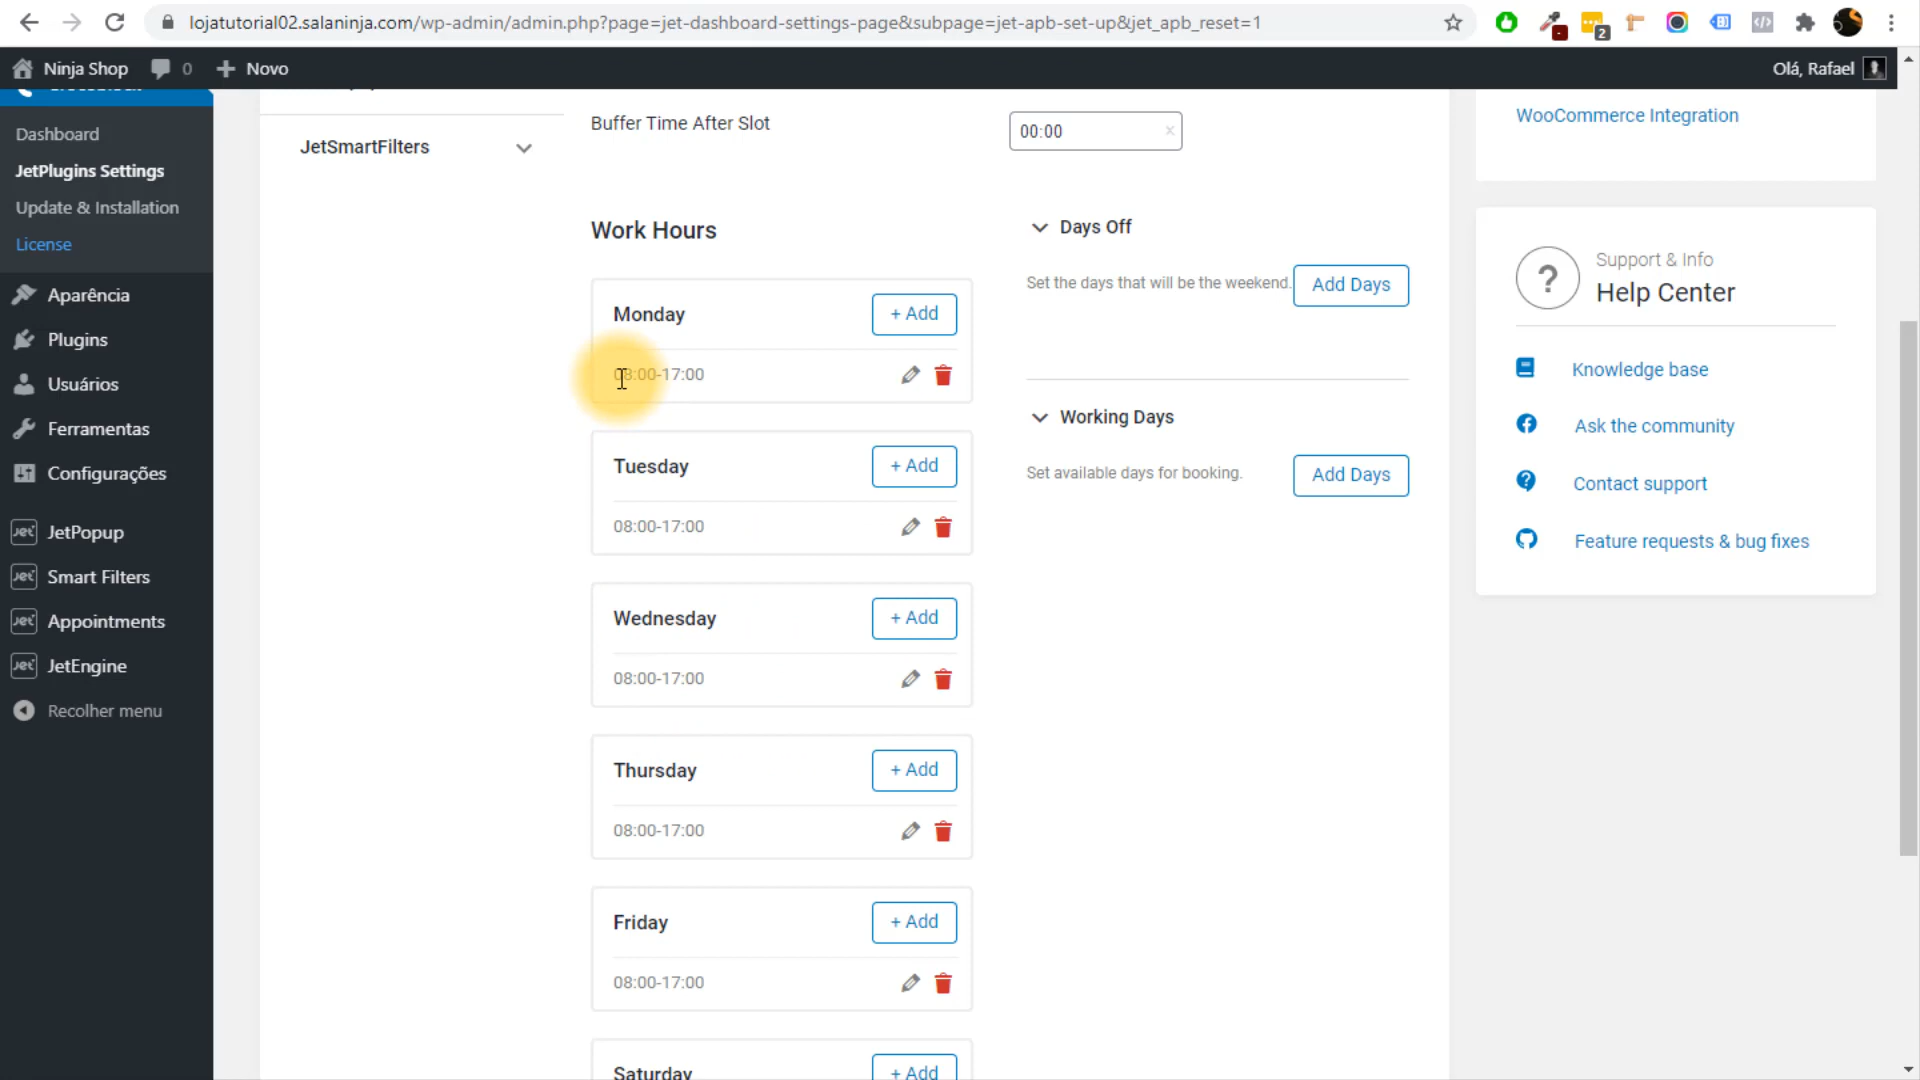 lojatutorial02.salaninja.com/wp-admin/admin.php?page=jet-dashboard-settings-page&subpage=jet-apb-set-up&jet_apb_reset=1
2
Ninja Shop
0
Novo
Olá, Rafael
Dashboard
JetPlugins Settings
Update & Installation
License
Aparência
Plugins
Usuários
Ferramentas
Configurações
Jet JetPopup
Jet Smart Filters
Jet Appointments
Jet JetEngine
Recolher menu
JetSmartFilters
Buffer Time After Slot
00:00
Work Hours
Monday
+ Add
08:00-17:00
Tuesday
+ Add
08:00-17:00
Wednesday
+ Add
08:00-17:00
Thursday
+ Add
08:00-17:00
Friday
+ Add
08:00-17:00
Saturday
+ Add
Days Off
Set the days that will be the weekend.
Add Days
Working Days
Set available days for booking.
Add Days
WooCommerce Integration
Support & Info
Help Center
Knowledge base
Ask the community
Contact support
Feature requests & bug fixes